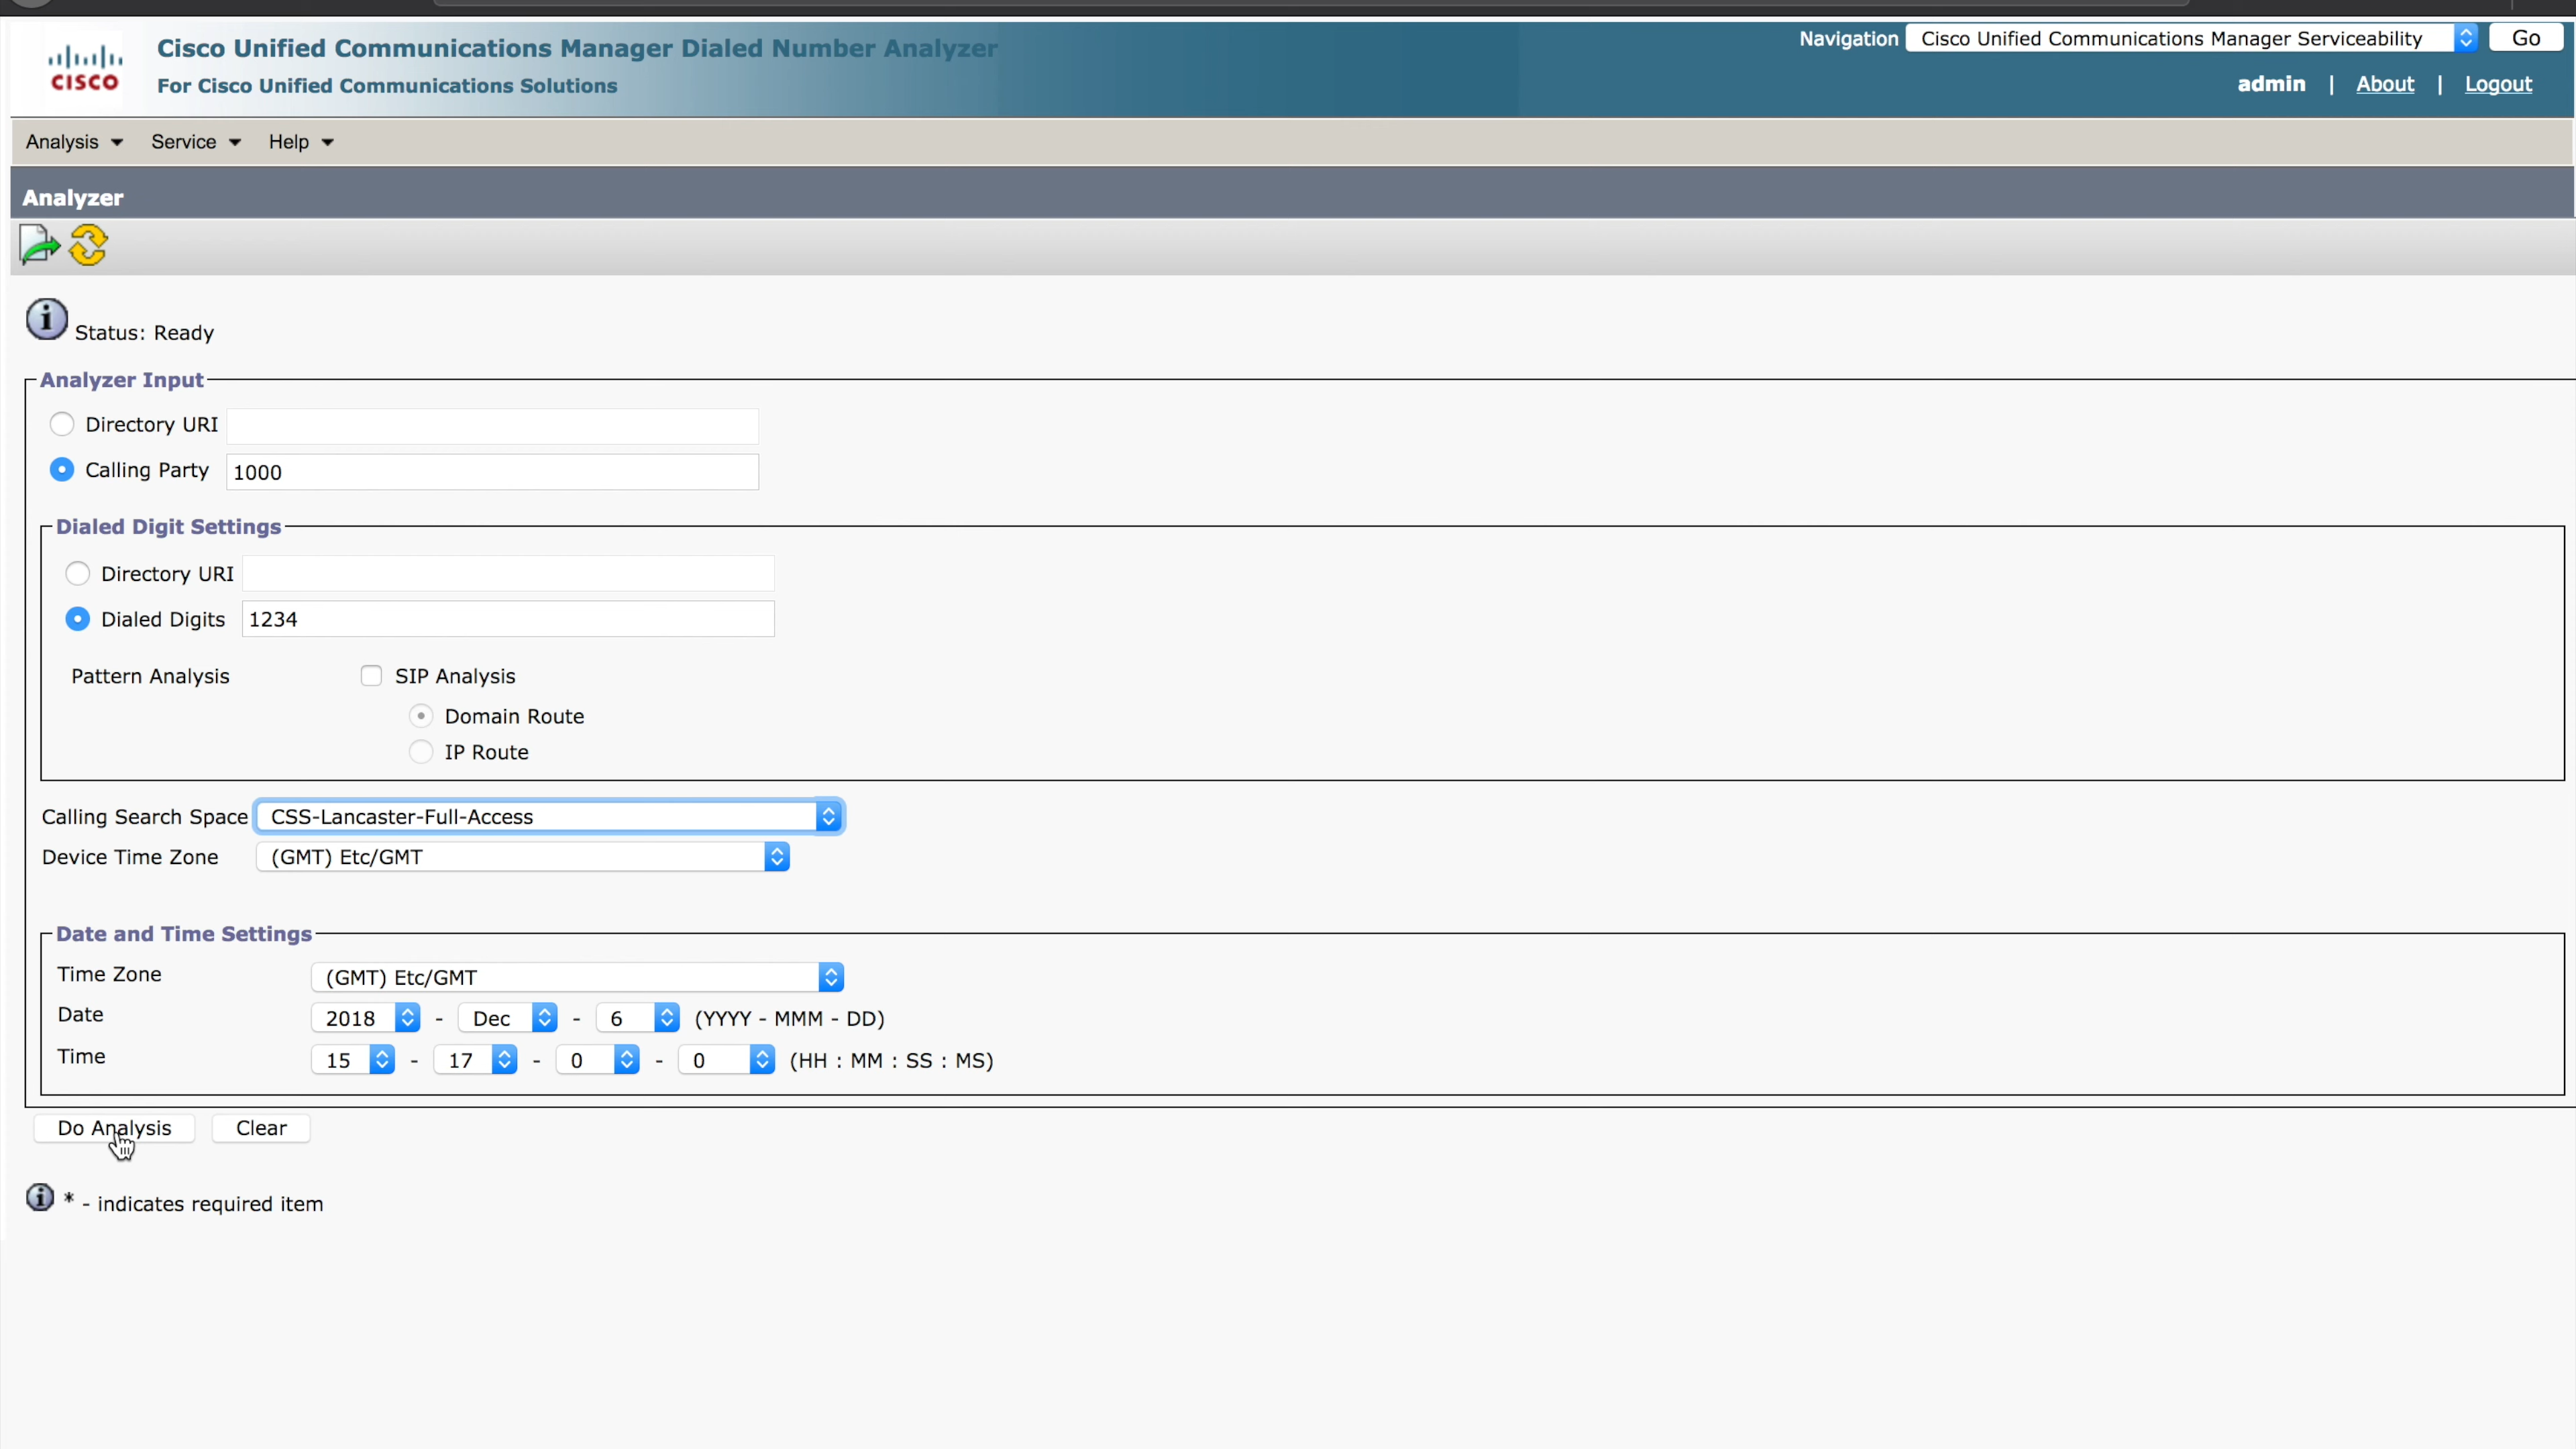 Cisco Unified Communications Manager Dialed Number Analyzer
For Cisco Unified Communications Solutions
CISCO
Navigation Cisco Unified Communications Manager Serviceability Go
admin | About | Logout
Analysis Service Help
Analyzer
Status: Ready
Analyzer Input
Directory URI
Calling Party 1000
Dialed Digit Settings
Directory URI
Dialed Digits 1234
Pattern Analysis SIP Analysis
Domain Route
IP Route
Calling Search Space CSS-Lancaster-Full-Access
Device Time Zone (GMT) Etc/GMT
Date and Time Settings
Time Zone (GMT) Etc/GMT
Date 2018 - Dec - 6 (YYYY - MMM - DD)
Time 15 - 17 - 0 - 0 (HH : MM : SS : MS)
Do Analysis Clear
* - indicates required item